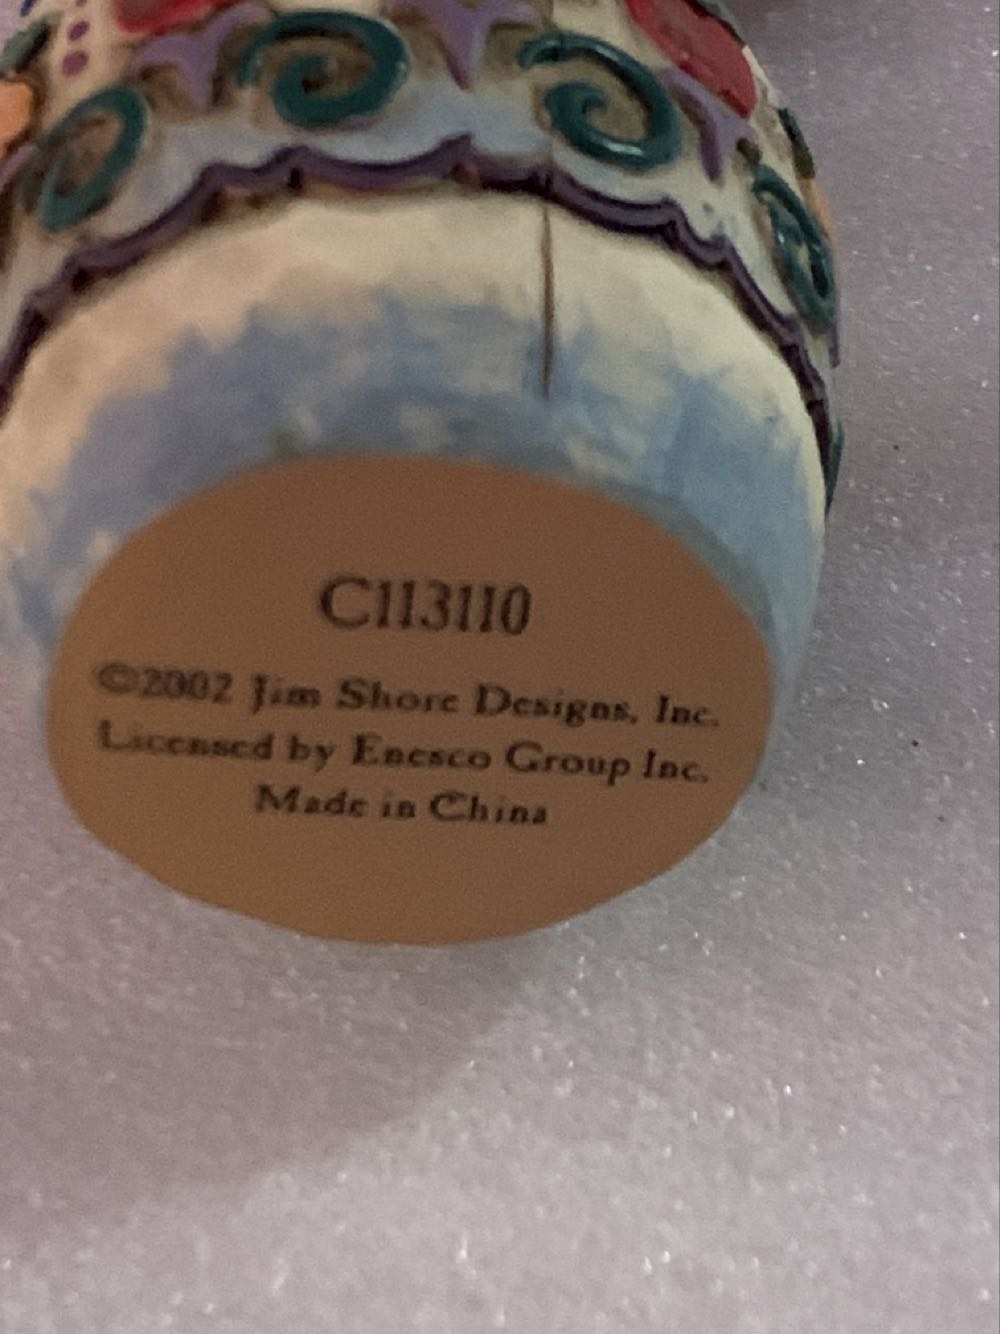 C113110
©2002 Jim Shore Designs, Inc.
Licensed by Enesco Group Inc.
Made in China